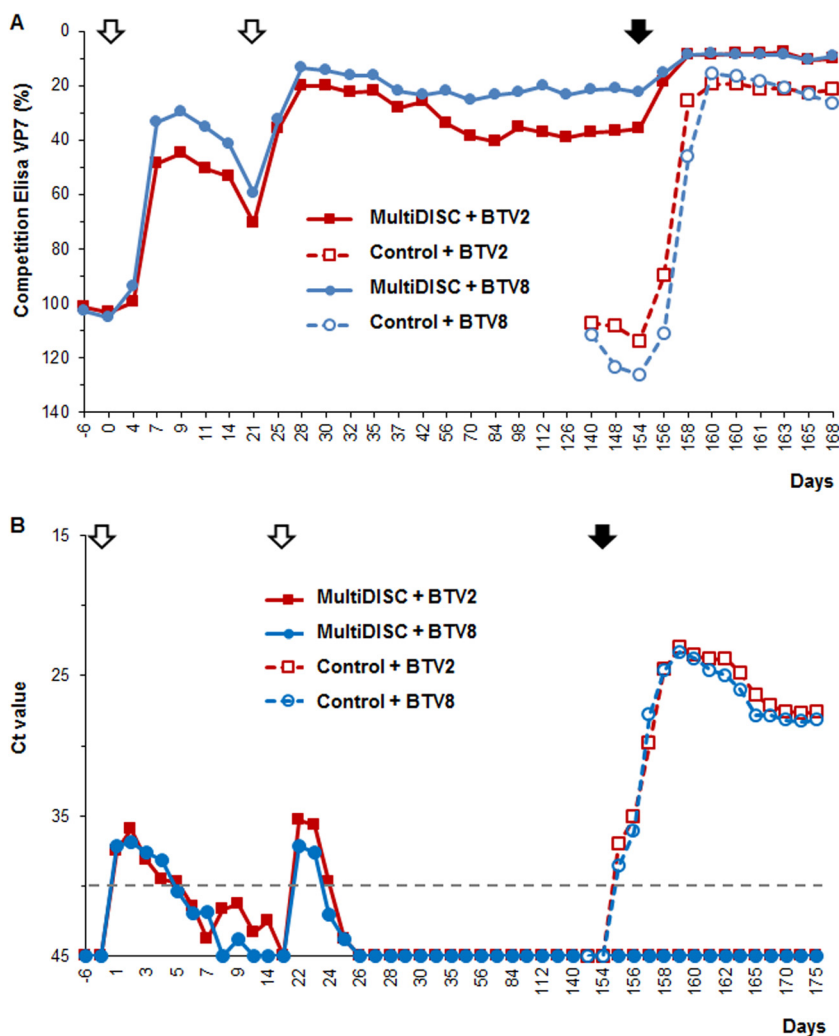 A
Competition Elisa VP7 (%)
0
20
40
60
80
100
120
140
MultiDISC + BTV2
Control + BTV2
MultiDISC + BTV8
Control + BTV8
-6 0 4 7 9 11 14 21 25 28 30 32 35 37 42 56 70 84 98 112 126 140 148 154 156 158 160 160 161 163 165 168
Days
B
Ct value
15
25
35
45
MultiDISC + BTV2
MultiDISC + BTV8
Control + BTV2
Control + BTV8
-6 1 3 5 7 9 14 22 24 26 28 30 35 56 84 112 140 154 156 158 160 162 165 170 175
Days